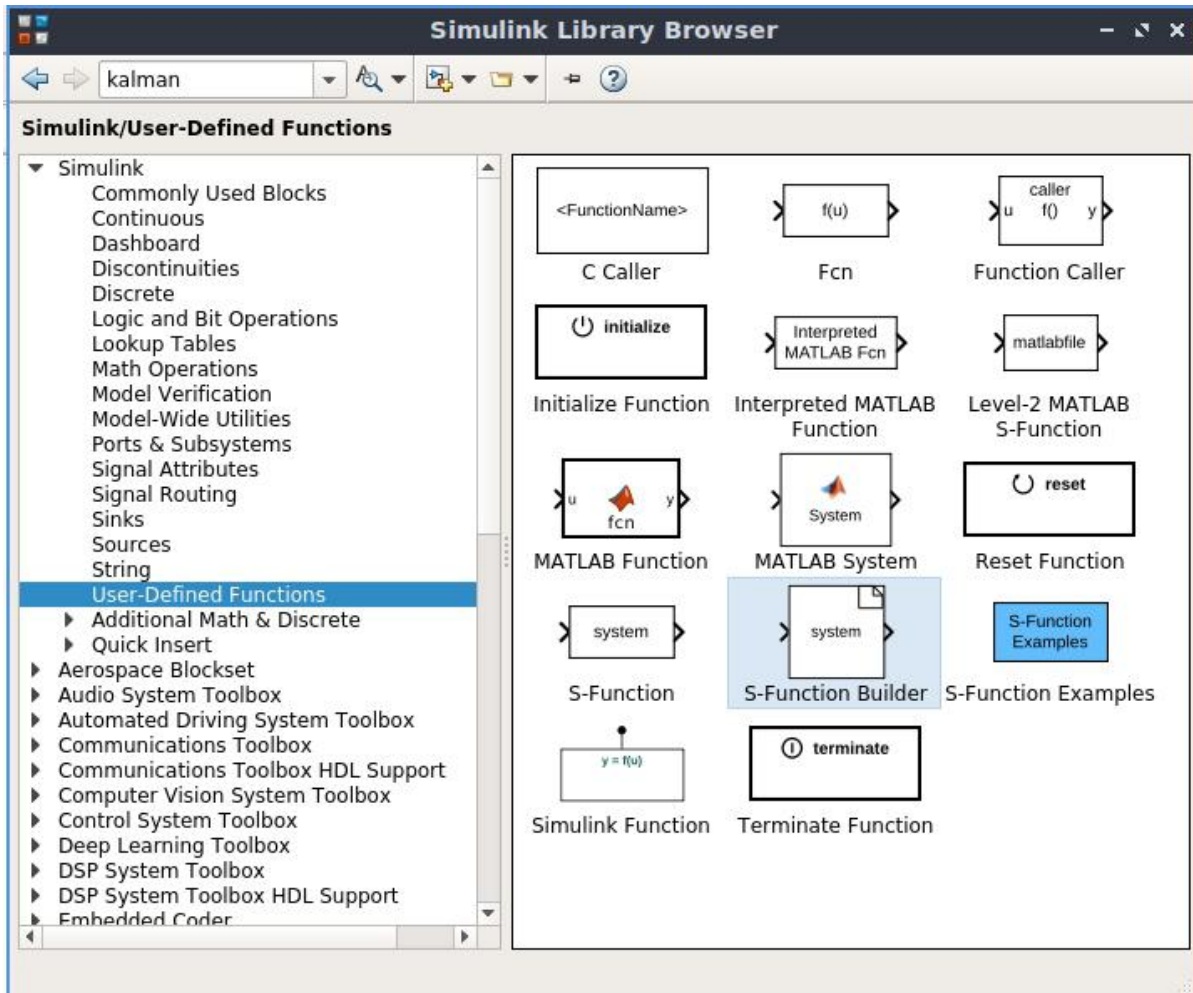 Simulink Library Browser
kalman
Simulink/User-Defined Functions
Simulink
Commonly Used Blocks
Continuous
Dashboard
Discontinuities
Discrete
Logic and Bit Operations
Lookup Tables
Math Operations
Model Verification
Model-Wide Utilities
Ports & Subsystems
Signal Attributes
Signal Routing
Sinks
Sources
String
User-Defined Functions
Additional Math & Discrete
Quick Insert
Aerospace Blockset
Audio System Toolbox
Automated Driving System Toolbox
Communications Toolbox
Communications Toolbox HDL Support
Computer Vision System Toolbox
Control System Toolbox
Deep Learning Toolbox
DSP System Toolbox
DSP System Toolbox HDL Support
Embedded Coder
<FunctionName>
C Caller
f(u)
Fcn
caller
u f() y
Function Caller
initialize
Initialize Function
Interpreted
MATLAB Fcn
Interpreted MATLAB
Function
matlabfile
Level-2 MATLAB
S-Function
u y
fcn
MATLAB Function
System
MATLAB System
reset
Reset Function
system
S-Function
system
S-Function Builder
S-Function
Examples
S-Function Examples
y = f(u)
Simulink Function
terminate
Terminate Function